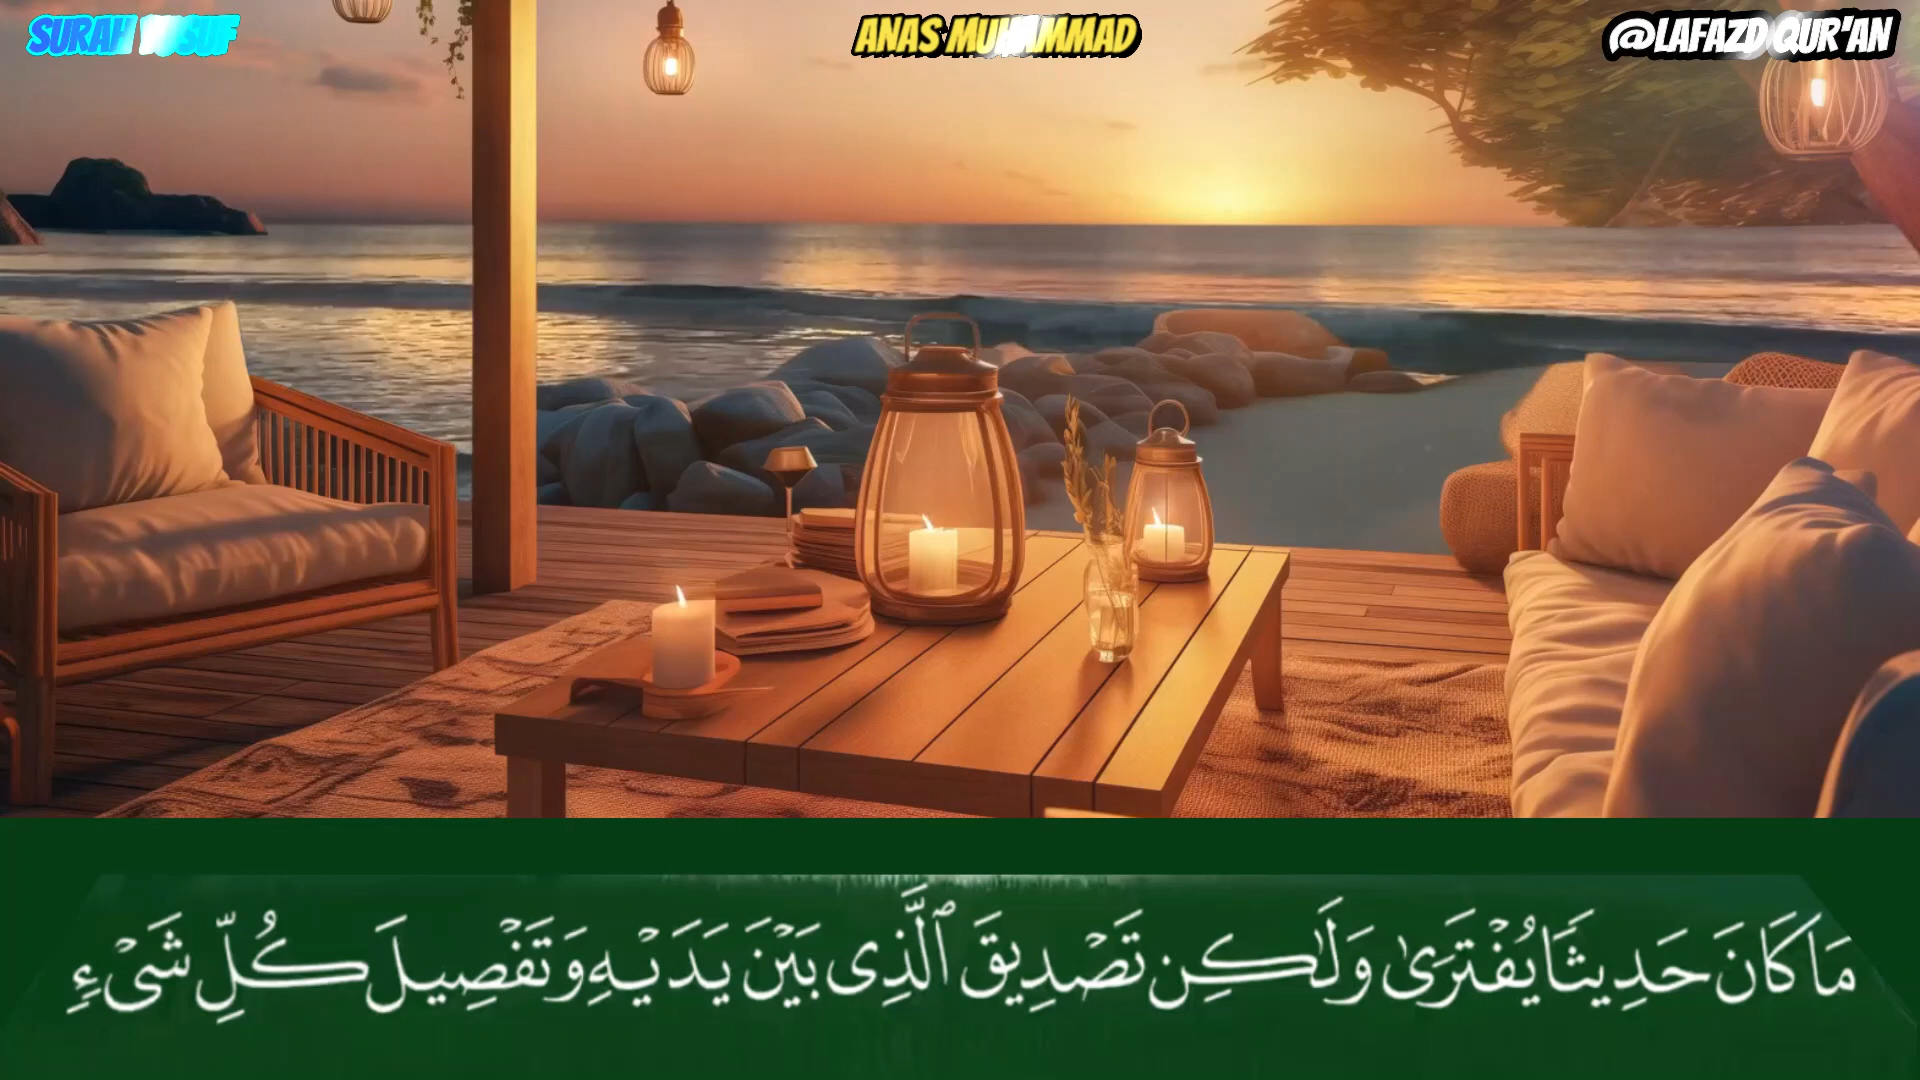 SURAH YUSUF
ANAS MUHAMMAD
@LAFAZD QUR'AN
مَا كَانَ حَدِيثًا يُفْتَرَىٰ وَلَٰكِن تَصْدِيقَ ٱلَّذِى بَيْنَ يَدَيْهِ وَتَفْصِيلَ كُلِّ شَىْءٍ